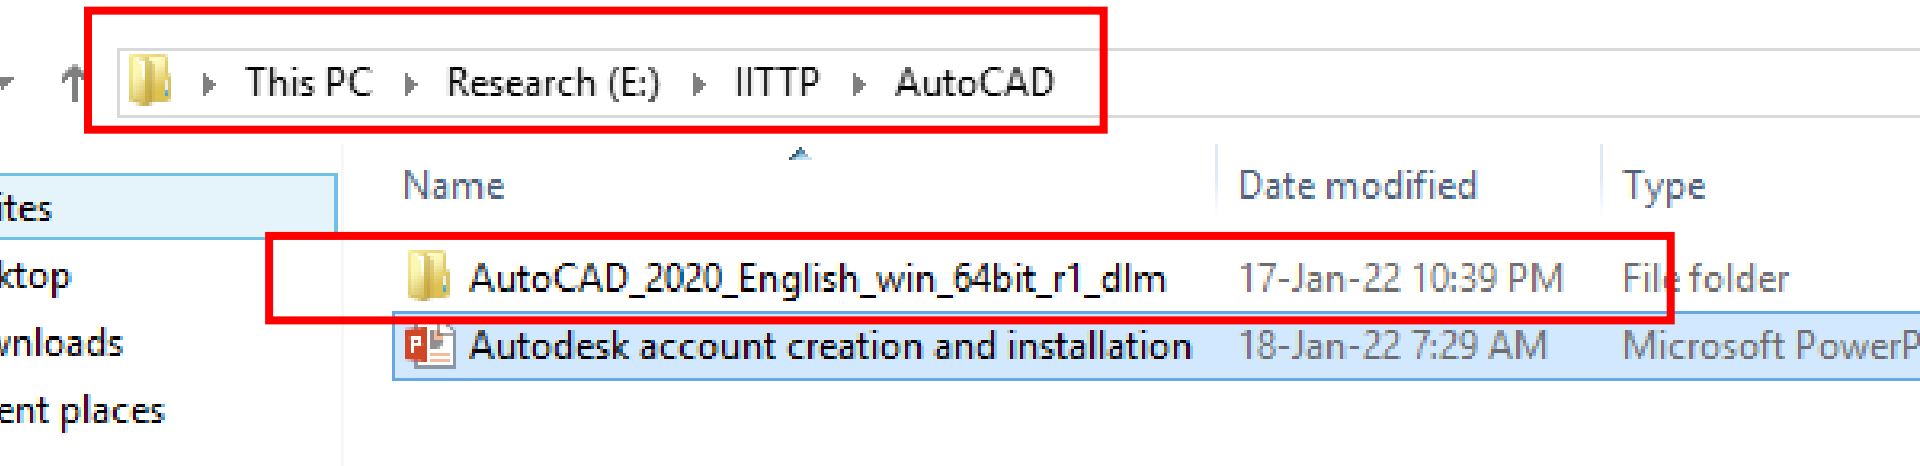 This PC Research (E:) IITTP AutoCAD
Name Date modified Type
ites
ktop
wnloads
ent places
AutoCAD_2020_English_win_64bit_r1_dlm 17-Jan-22 10:39 PM File folder
Autodesk account creation and installation 18-Jan-22 7:29 AM Microsoft PowerP